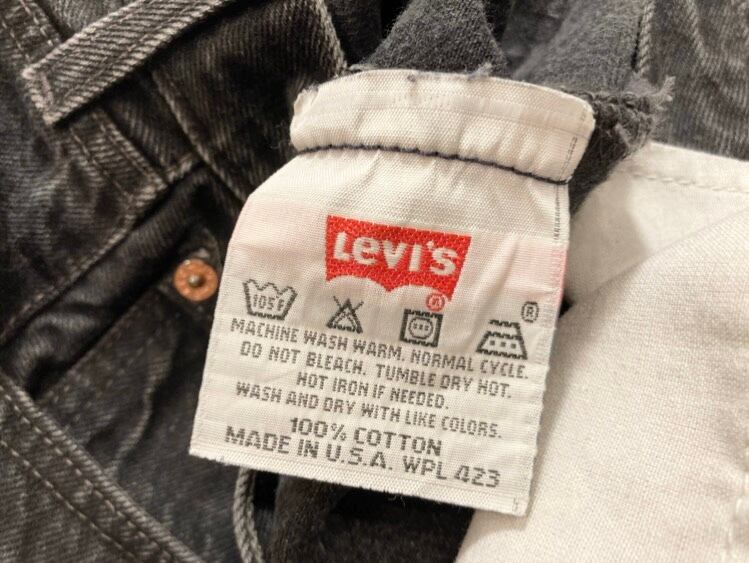 Levi's
®
®
105°F
MACHINE WASH WARM. NORMAL CYCLE.
DO NOT BLEACH. TUMBLE DRY HOT.
HOT IRON IF NEEDED.
WASH AND DRY WITH LIKE COLORS.
100% COTTON
MADE IN U.S.A. WPL 423